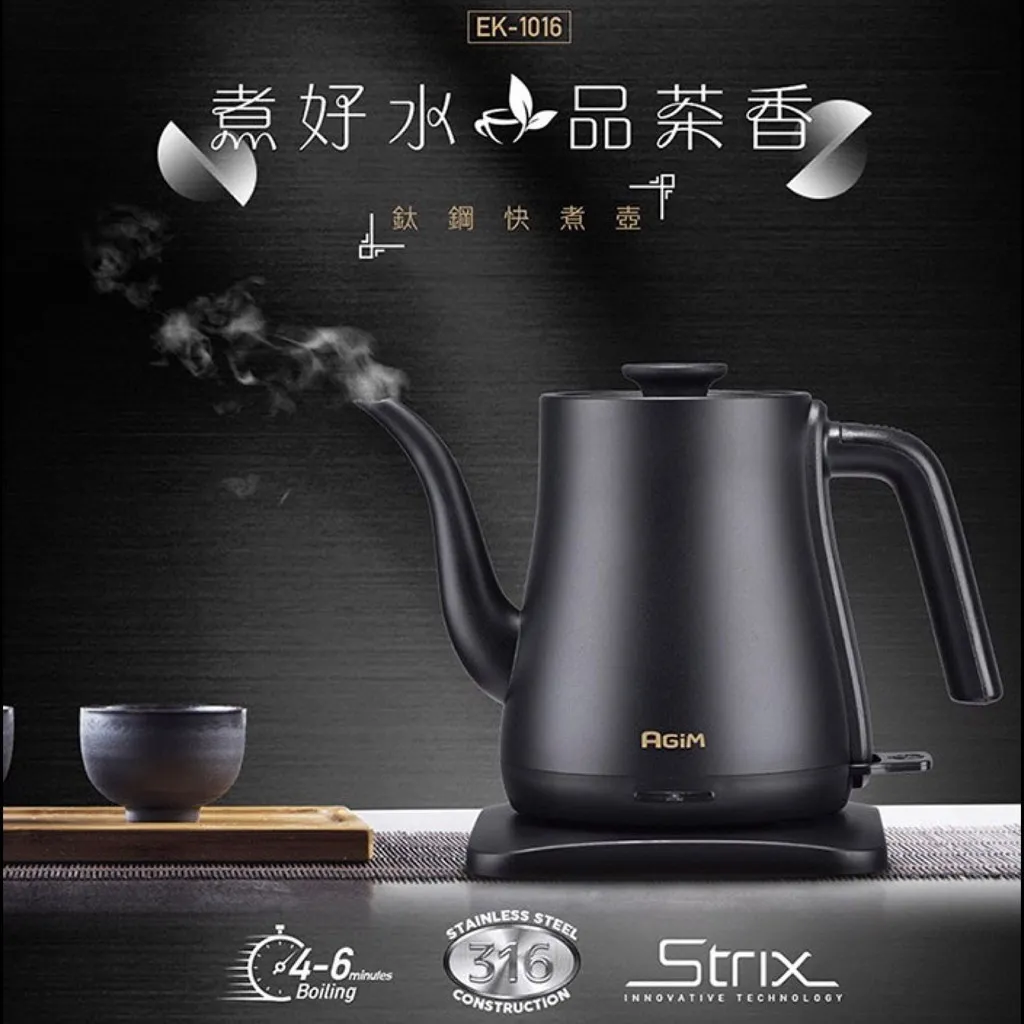 EK-1016
煮好水品茶香
鈦鋼快煮壺
AGiM
4-6 minutes
Boiling
STAINLESS STEEL
316
CONSTRUCTION
Strix
INNOVATIVE TECHNOLOGY